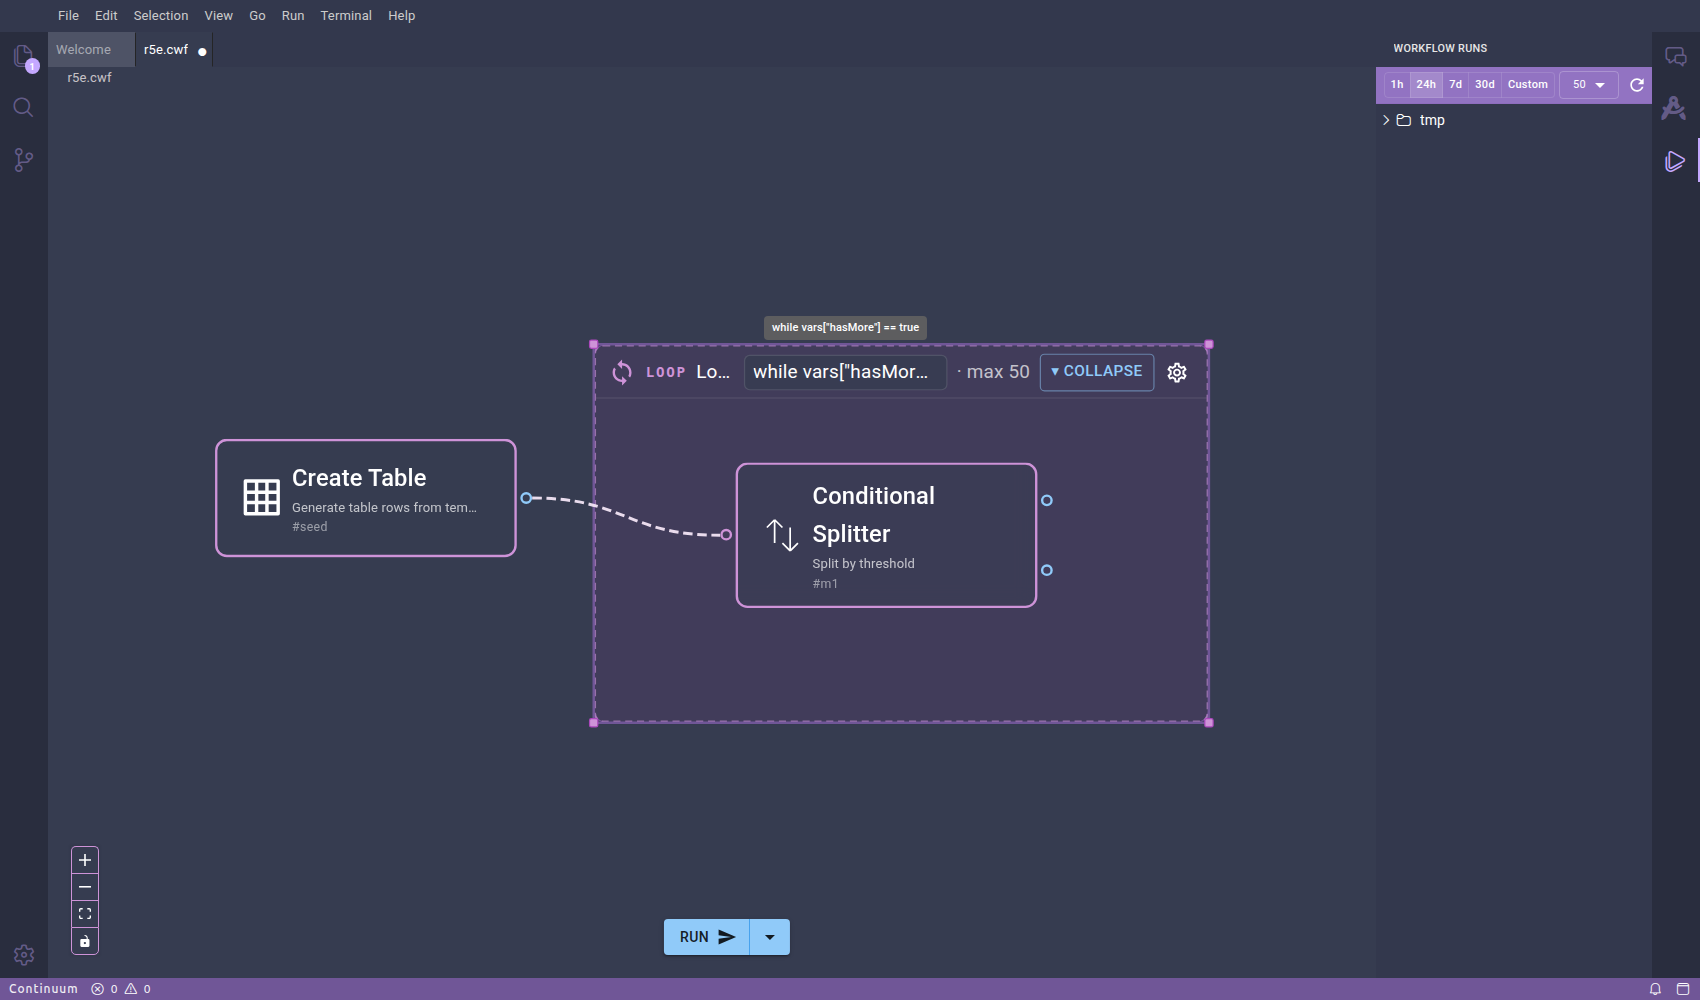 File Edit Selection View Go Run Terminal Help
Welcome r5e.cwf
r5e.cwf
1
WORKFLOW RUNS
1h 24h 7d 30d Custom 50
tmp
while vars["hasMore"] == true
LOOP Lo... while vars["hasMor... · max 50 ▾ COLLAPSE
Create Table
Generate table rows from tem...
#seed
Conditional
Splitter
Split by threshold
#m1
RUN
Continuum 0 0